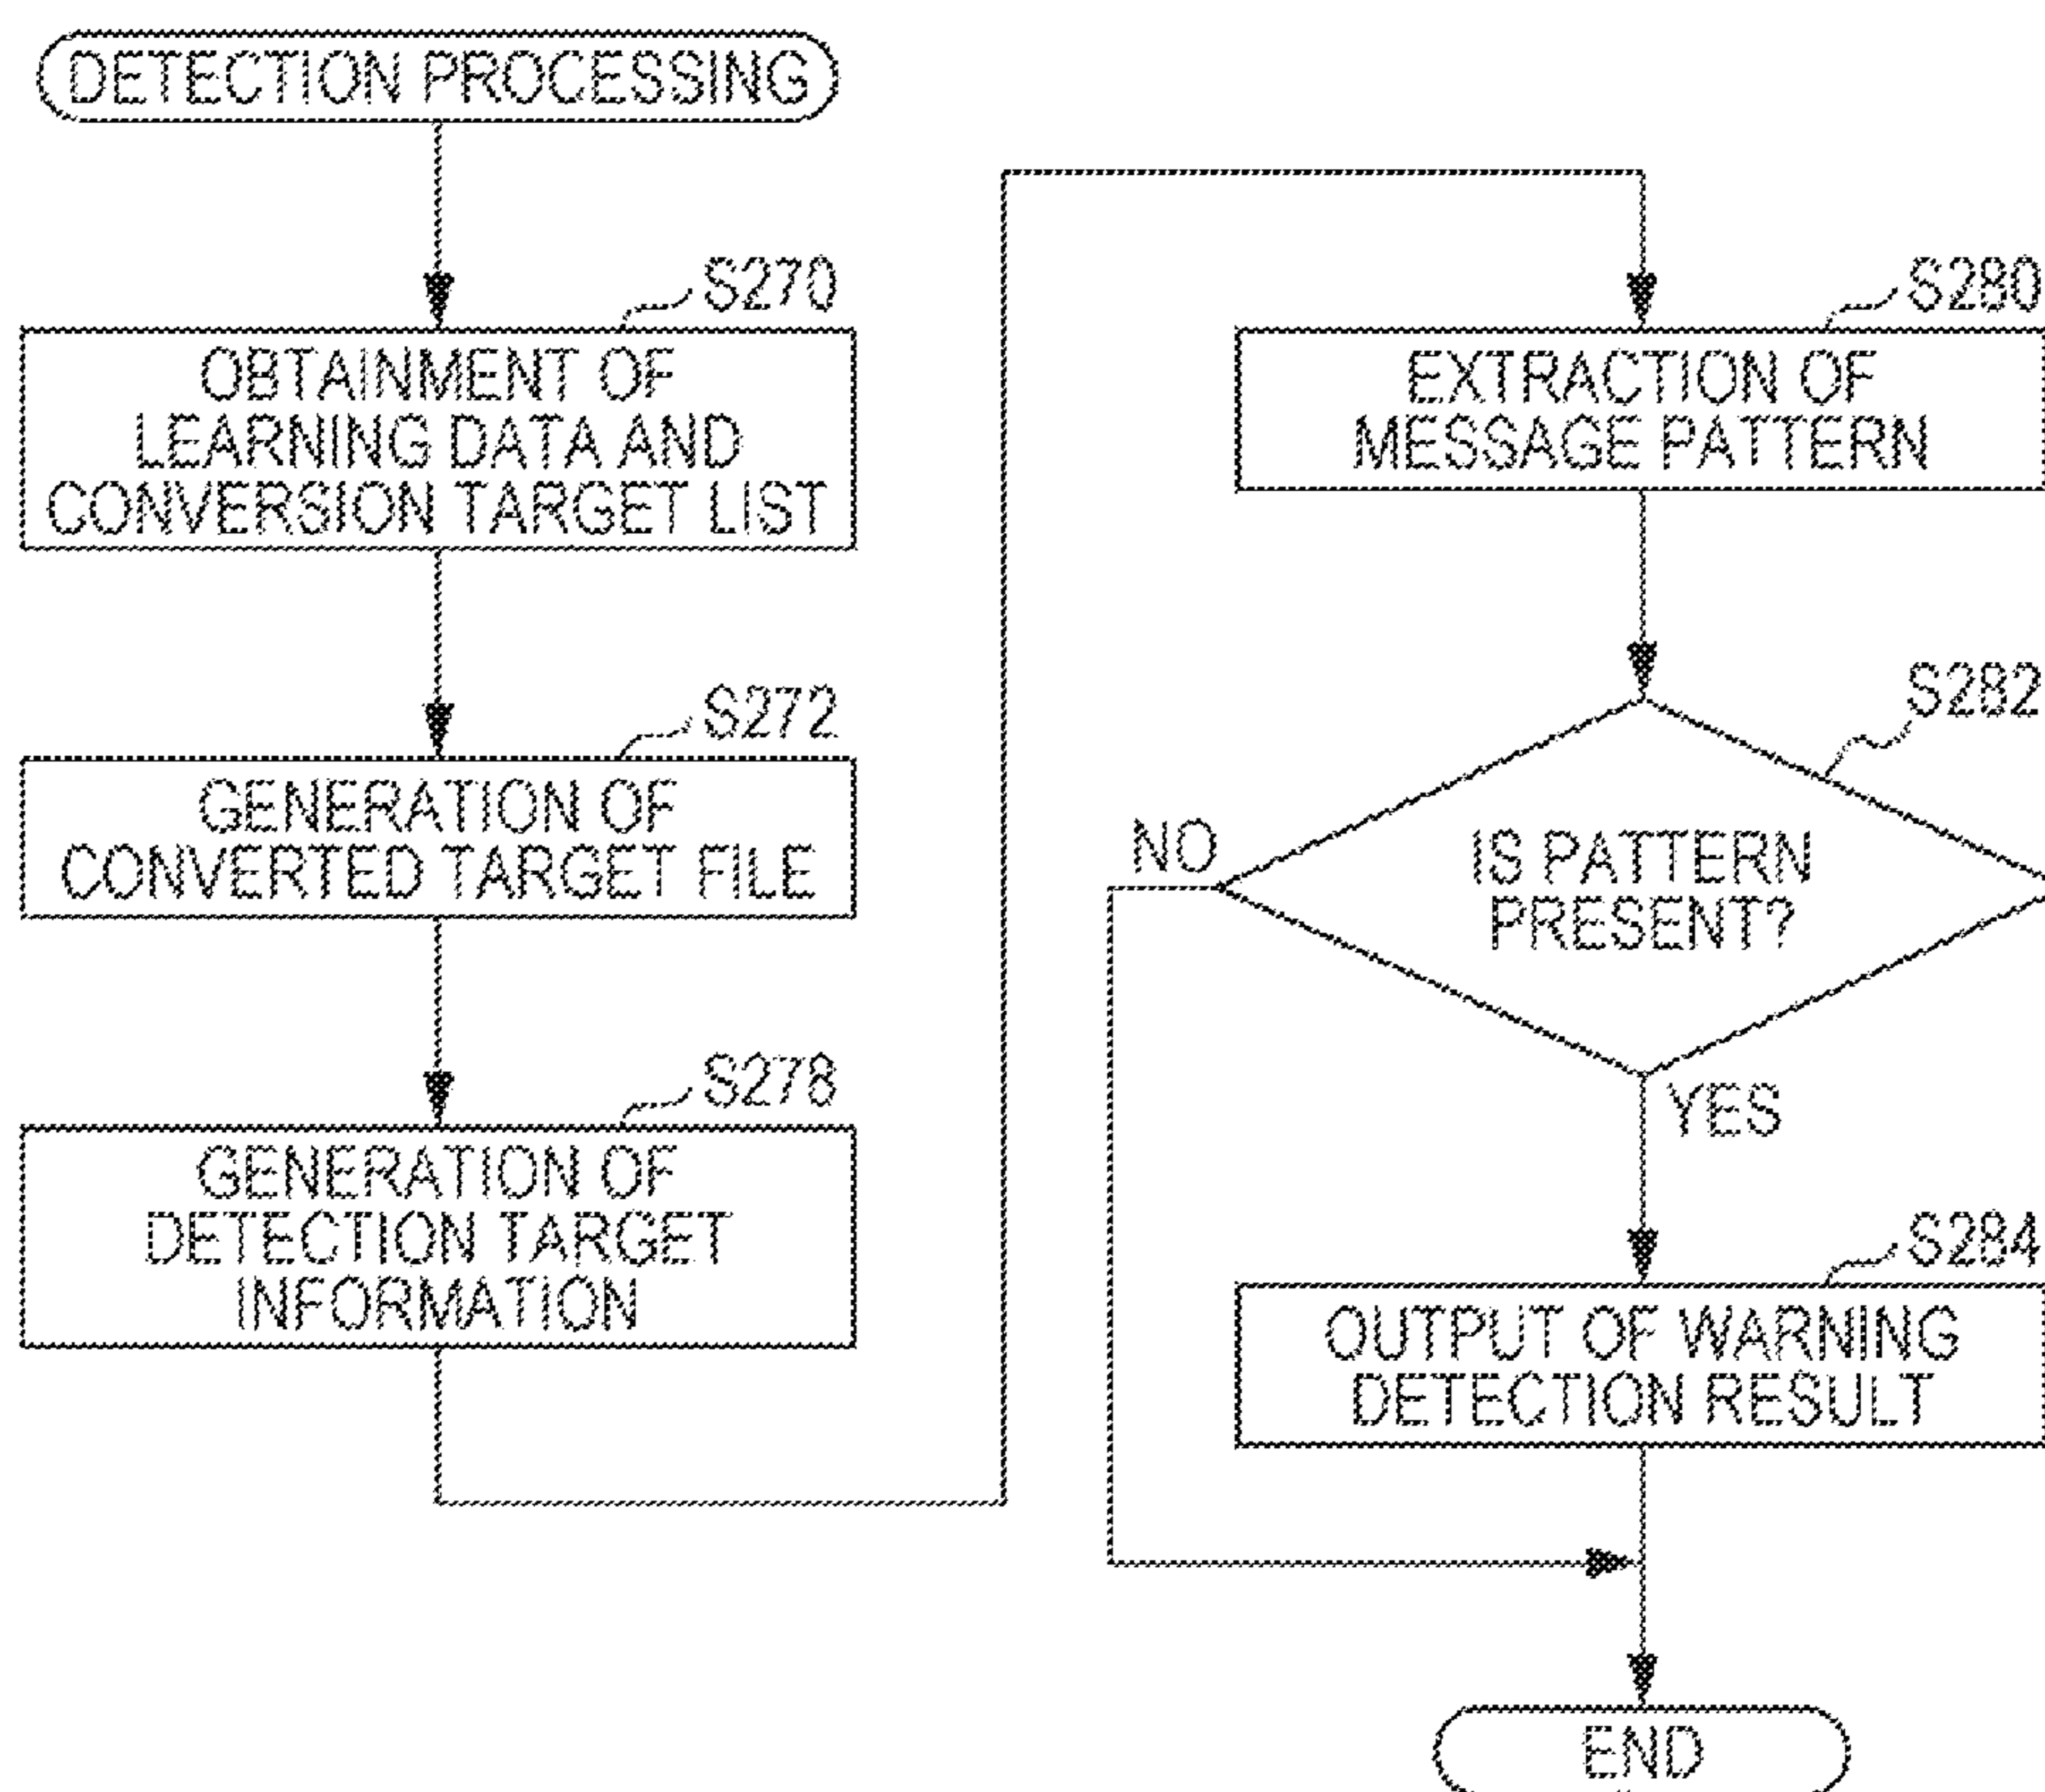 DETECTION PROCESSING
S270
OBTAINMENT OF
LEARNING DATA AND
CONVERSION TARGET LIST
S272
GENERATION OF
CONVERTED TARGET FILE
S278
GENERATION OF
DETECTION TARGET
INFORMATION
S280
EXTRACTION OF
MESSAGE PATTERN
S282
IS PATTERN
PRESENT?
NO
YES
S284
OUTPUT OF WARNING
DETECTION RESULT
END